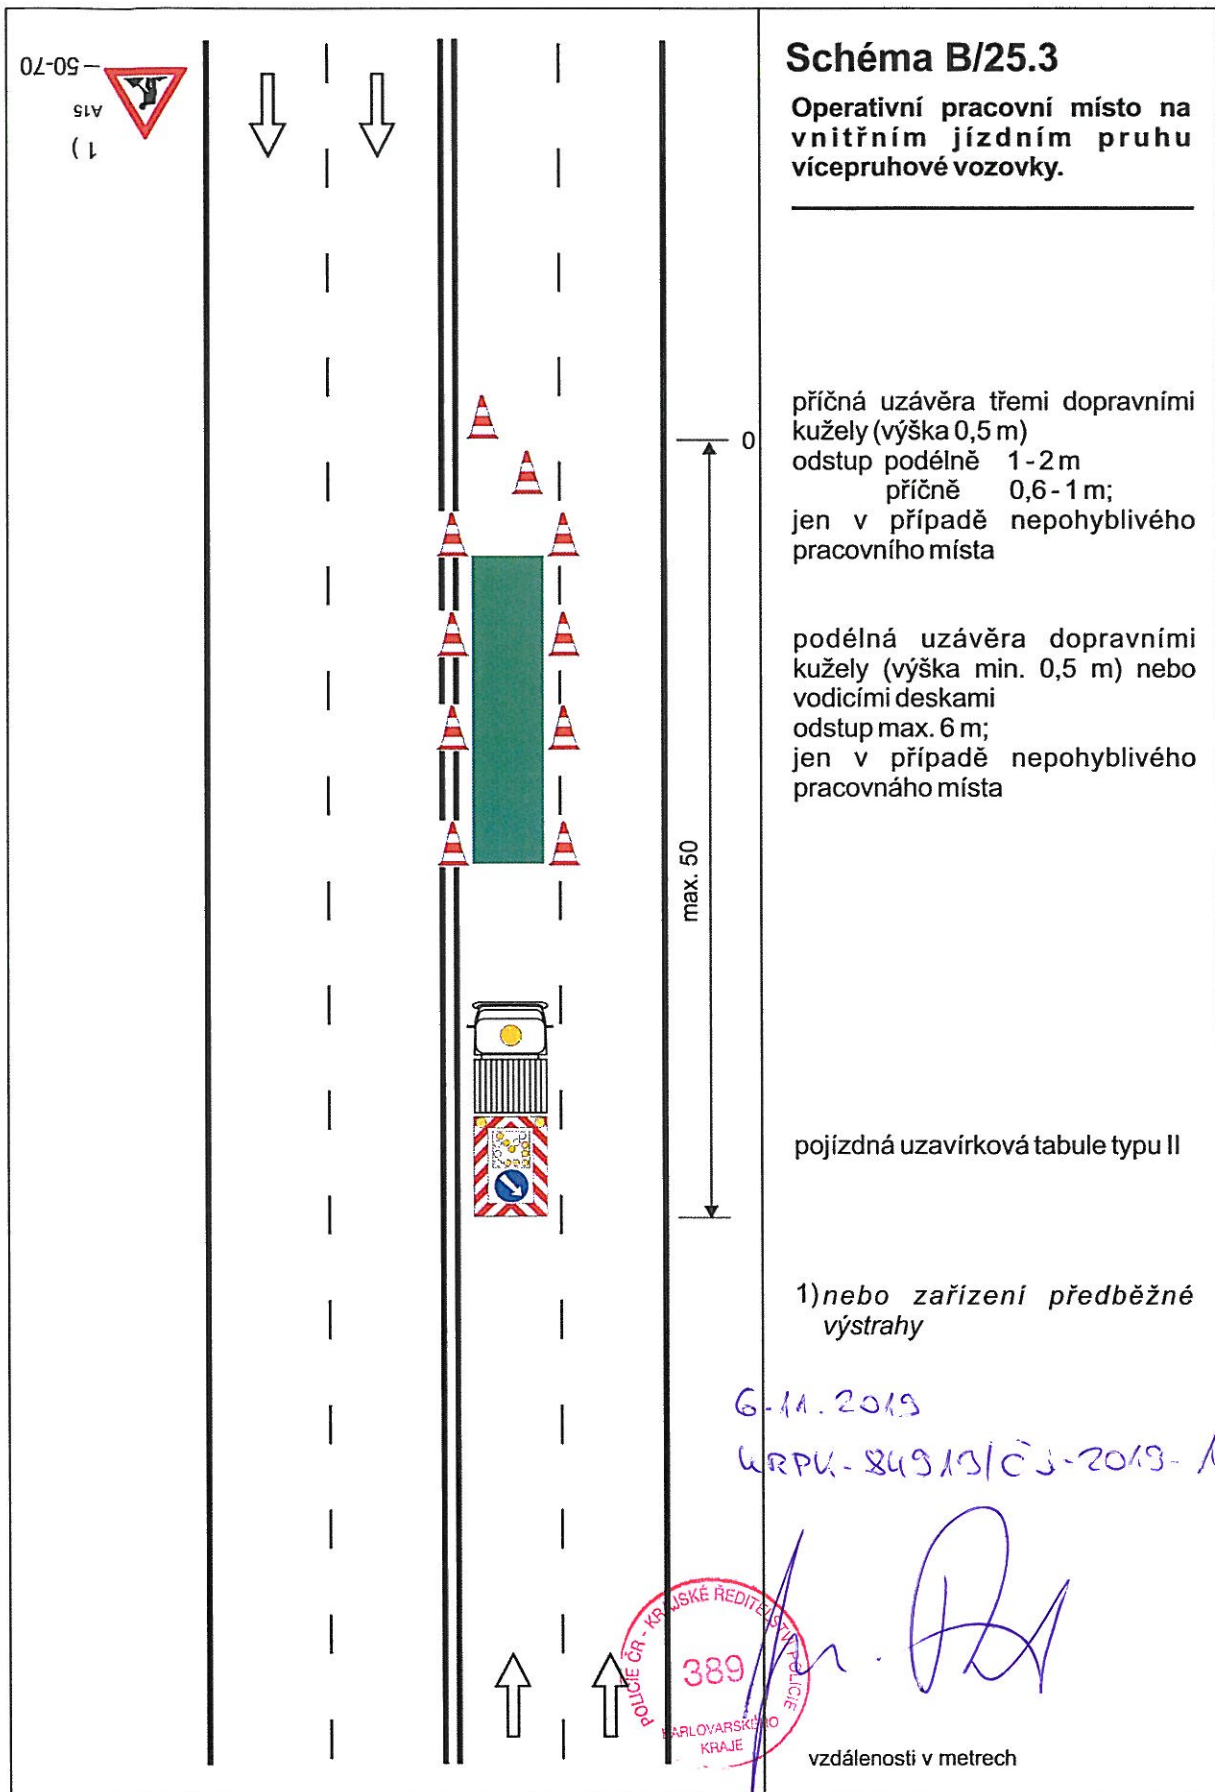 Schéma B/25.3
Operativní pracovní místo na
vnitřním jízdním pruhu
vícepruhové vozovky.
50-70
A15
1)
příčná uzávěra třemi dopravními
kužely (výška 0,5 m)
odstup podélně 1-2 m
příčně 0,6-1 m;
jen v případě nepohyblivého
pracovního místa
0
podélná uzávěra dopravními
kužely (výška min. 0,5 m) nebo
vodicími deskami
odstup max. 6 m;
jen v případě nepohyblivého
pracovnáho místa
max. 50
pojízdná uzavírková tabule typu II
1) nebo zařízení předběžné
výstrahy
6.11.2019
KRPK-84913/ČJ-2019-1
POLICIE ČR - KRAJSKÉ ŘEDITELSTVÍ POLICIE
389
KARLOVARSKÉHO
KRAJE
vzdálenosti v metrech